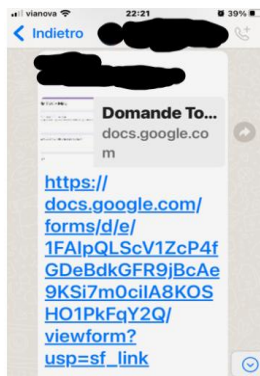 vianova
22:21
39%
Indietro
Domande To...
docs.google.co
m
https://
docs.google.com/
forms/d/e/
1FAIpQLScV1ZcP4f
GDeBdkGFR9jBcAe
9KSi7m0cilA8KOS
HO1PkFqY2Q/
viewform?
usp=sf_link